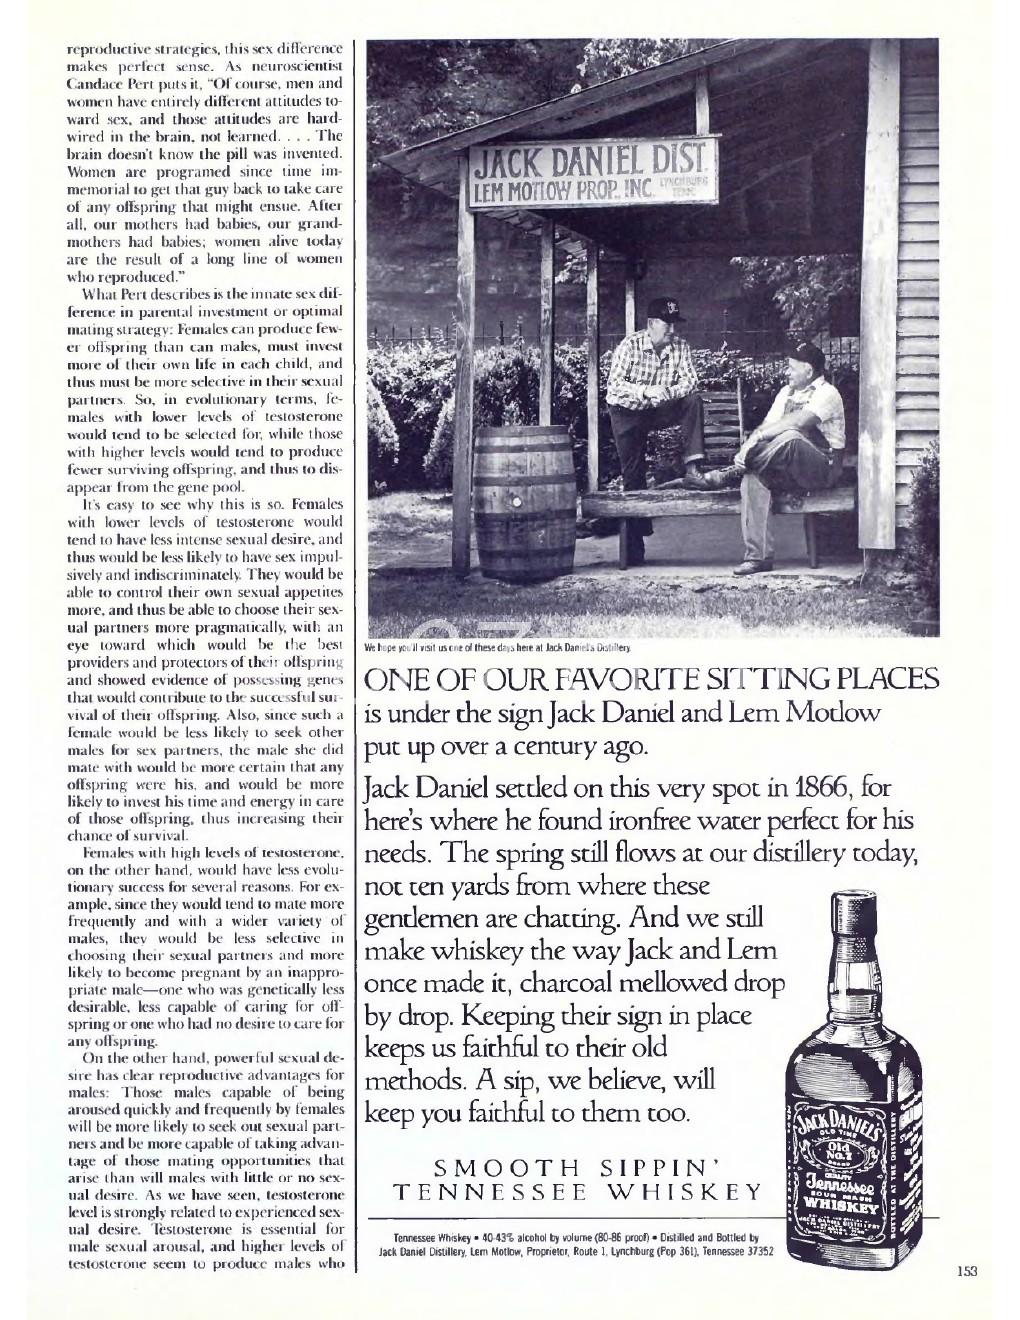 reproductive strategies, this sex difference
makes perfect sense. As neuroscientist
Candace Pert puts it, "Of course, men and
women have entirely different attitudes to-
ward sex, and those attitudes are hard-
wired in the brain, not learned. . . . The
brain doesn't know the pill was invented.
Women are programed since time im-
memorial to get that guy back to take care
of any offspring that might ensue. After
all, our mothers had babies, our grand-
mothers had babies; women alive today
are the result of a long line of women
who reproduced."
What Pert describes is the innate sex dif-
ference in parental investment or optimal
mating strategy: Females can produce few-
er offspring than can males, must invest
more of their own life in each child, and
thus must be more selective in their sexual
partners. So, in evolutionary terms, fe-
males with lower levels of testosterone
would tend to be selected for, while those
with higher levels would tend to produce
fewer surviving offspring, and thus to dis-
appear from the gene pool.
It's easy to see why this is so. Females
with lower levels of testosterone would
tend to have less intense sexual desire, and
thus would be less likely to have sex impul-
sively and indiscriminately. They would be
able to control their own sexual appetites
more, and thus be able to choose their sex-
ual partners more pragmatically, with an
eye toward which would be the best
providers and protectors of their offspring
and showed evidence of possessing genes
that would contribute to the successful sur-
vival of their offspring. Also, since such a
female would be less likely to seek other
males for sex partners, the male she did
mate with would be more certain that any
offspring were his, and would be more
likely to invest his time and energy in care
of those offspring, thus increasing their
chance of survival.
Females with high levels of testosterone,
on the other hand, would have less evolu-
tionary success for several reasons. For ex-
ample, since they would tend to mate more
frequently and with a wider variety of
males, they would be less selective in
choosing their sexual partners and more
likely to become pregnant by an inappro-
priate male—one who was genetically less
desirable, less capable of caring for off-
spring or one who had no desire to care for
any offspring.
On the other hand, powerful sexual de-
sire has clear reproductive advantages for
males: Those males capable of being
aroused quickly and frequently by females
will be more likely to seek out sexual part-
ners and be more capable of taking advan-
tage of those mating opportunities that
arise than will males with little or no sex-
ual desire. As we have seen, testosterone
level is strongly related to experienced sex-
ual desire. Testosterone is essential for
male sexual arousal, and higher levels of
testosterone seem to produce males who
JACK DANIEL DIST.
LEM MOTLOW PROP., INC. LYNCHBURG
TENN.
We hope you'll visit us one of these days here at Jack Daniel's Distillery.
ONE OF OUR FAVORITE SITTING PLACES
is under the sign Jack Daniel and Lem Motlow
put up over a century ago.
Jack Daniel settled on this very spot in 1866, for
here's where he found ironfree water perfect for his
needs. The spring still flows at our distillery today,
not ten yards from where these
gentlemen are chatting. And we still
make whiskey the way Jack and Lem
once made it, charcoal mellowed drop
by drop. Keeping their sign in place
keeps us faithful to their old
methods. A sip, we believe, will
keep you faithful to them too.
SMOOTH SIPPIN'
TENNESSEE WHISKEY
JACK DANIEL'S
OLD TIME
Old
No. 7
BRAND
QUALITY
Tennessee
SOUR MASH
WHISKEY
JACK DANIEL DISTILLERY
BOTTLED AT THE DISTILLERY
Tennessee Whiskey • 40-43% alcohol by volume (80-86 proof) • Distilled and Bottled by
Jack Daniel Distillery, Lem Motlow, Proprietor, Route 1, Lynchburg (Pop 361), Tennessee 37352
153